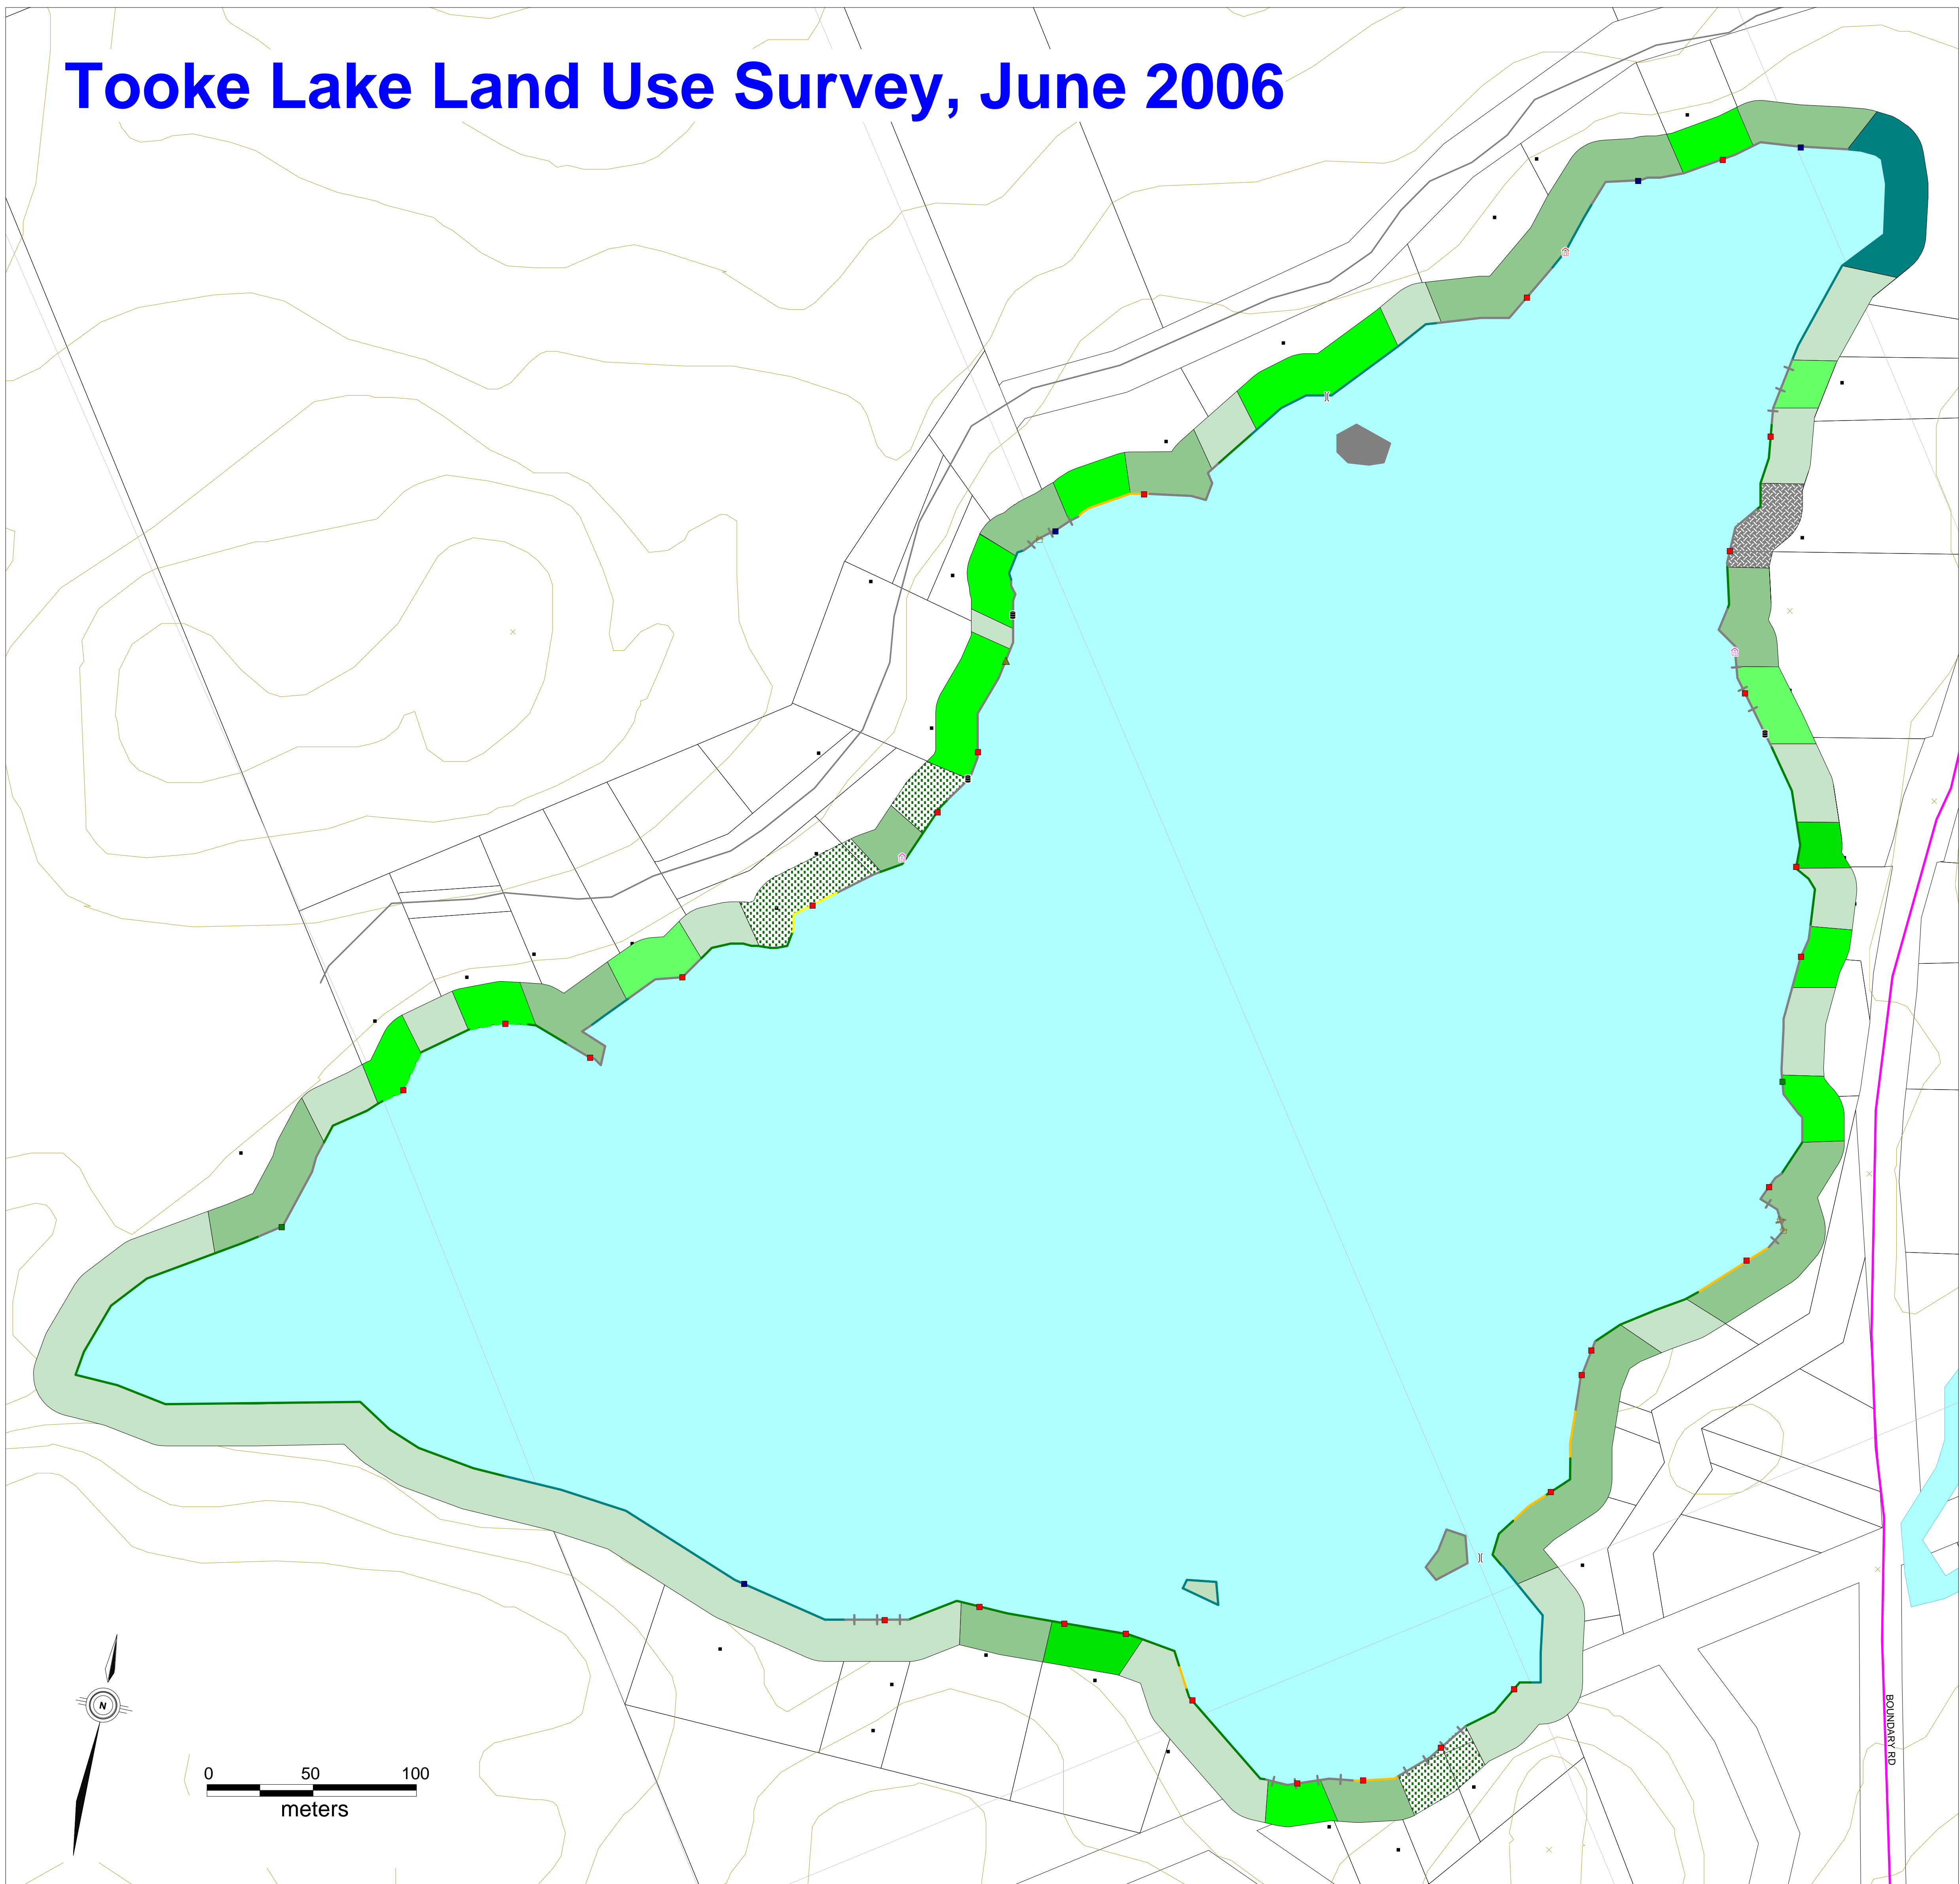 Tooke Lake Land Use Survey, June 2006
BOUNDARY RD
N
0 50 100
meters